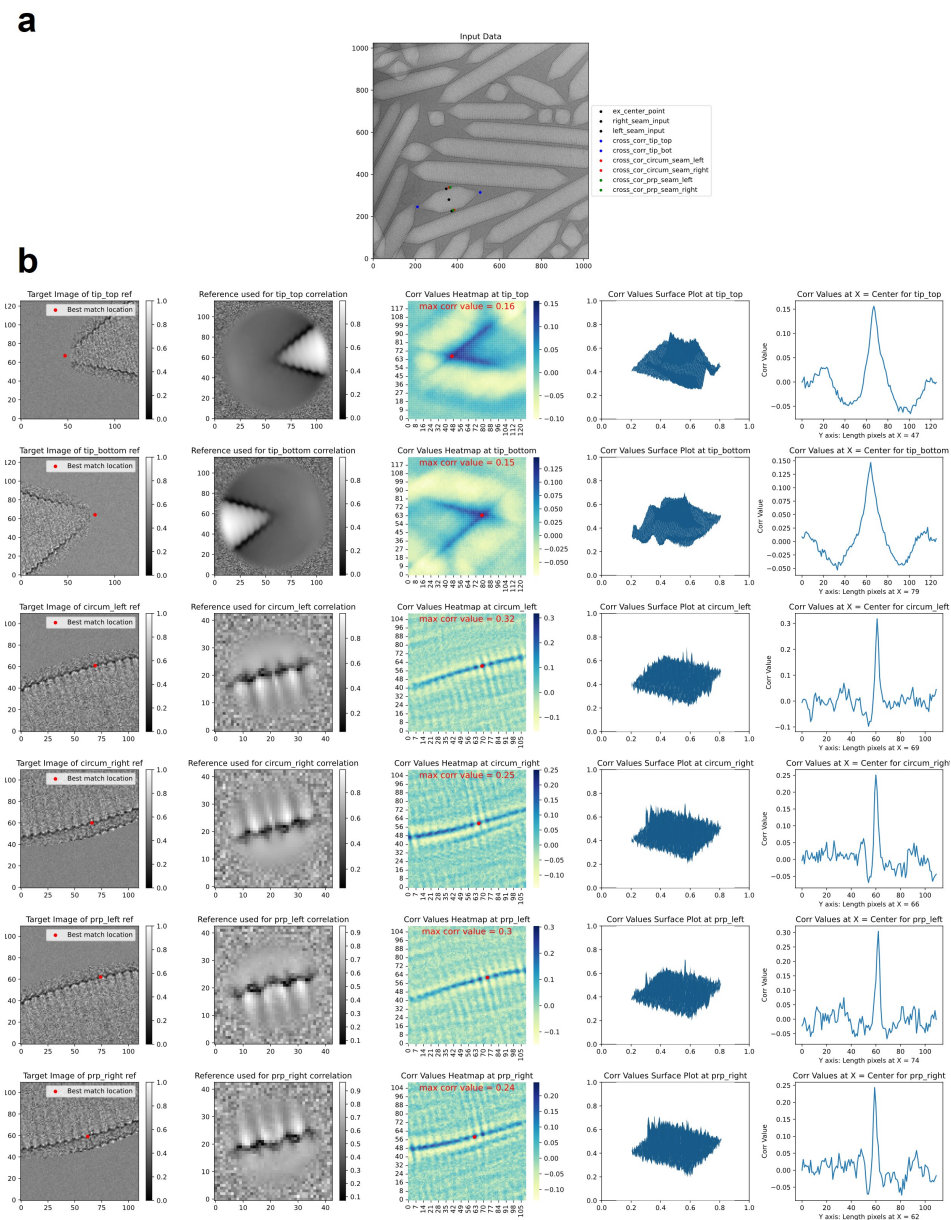 a
Input Data
1000
800
600
400
200
0
0 200 400 600 800 1000
ex_center_point
right_seam_input
left_seam_input
cross_corr_tip_top
cross_corr_tip_bot
cross_cor_circum_seam_left
cross_cor_circum_seam_right
cross_cor_prp_seam_left
cross_cor_prp_seam_right
b
Target Image of tip_top ref
Best match location
Reference used for tip_top correlation
Corr Values Heatmap at tip_top
max corr value = 0.16
Corr Values Surface Plot at tip_top
Corr Values at X = Center for tip_top
Corr Value
Y axis: Length pixels at X = 47
Target Image of tip_bottom ref
Best match location
Reference used for tip_bottom correlation
Corr Values Heatmap at tip_bottom
max corr value = 0.15
Corr Values Surface Plot at tip_bottom
Corr Values at X = Center for tip_bottom
Corr Value
Y axis: Length pixels at X = 79
Target Image of circum_left ref
Best match location
Reference used for circum_left correlation
Corr Values Heatmap at circum_left
max corr value = 0.32
Corr Values Surface Plot at circum_left
Corr Values at X = Center for circum_left
Corr Value
Y axis: Length pixels at X = 69
Target Image of circum_right ref
Best match location
Reference used for circum_right correlation
Corr Values Heatmap at circum_right
max corr value = 0.25
Corr Values Surface Plot at circum_right
Corr Values at X = Center for circum_right
Corr Value
Y axis: Length pixels at X = 66
Target Image of prp_left ref
Best match location
Reference used for prp_left correlation
Corr Values Heatmap at prp_left
max corr value = 0.3
Corr Values Surface Plot at prp_left
Corr Values at X = Center for prp_left
Corr Value
Y axis: Length pixels at X = 74
Target Image of prp_right ref
Best match location
Reference used for prp_right correlation
Corr Values Heatmap at prp_right
max corr value = 0.24
Corr Values Surface Plot at prp_right
Corr Values at X = Center for prp_right
Corr Value
Y axis: Length pixels at X = 62